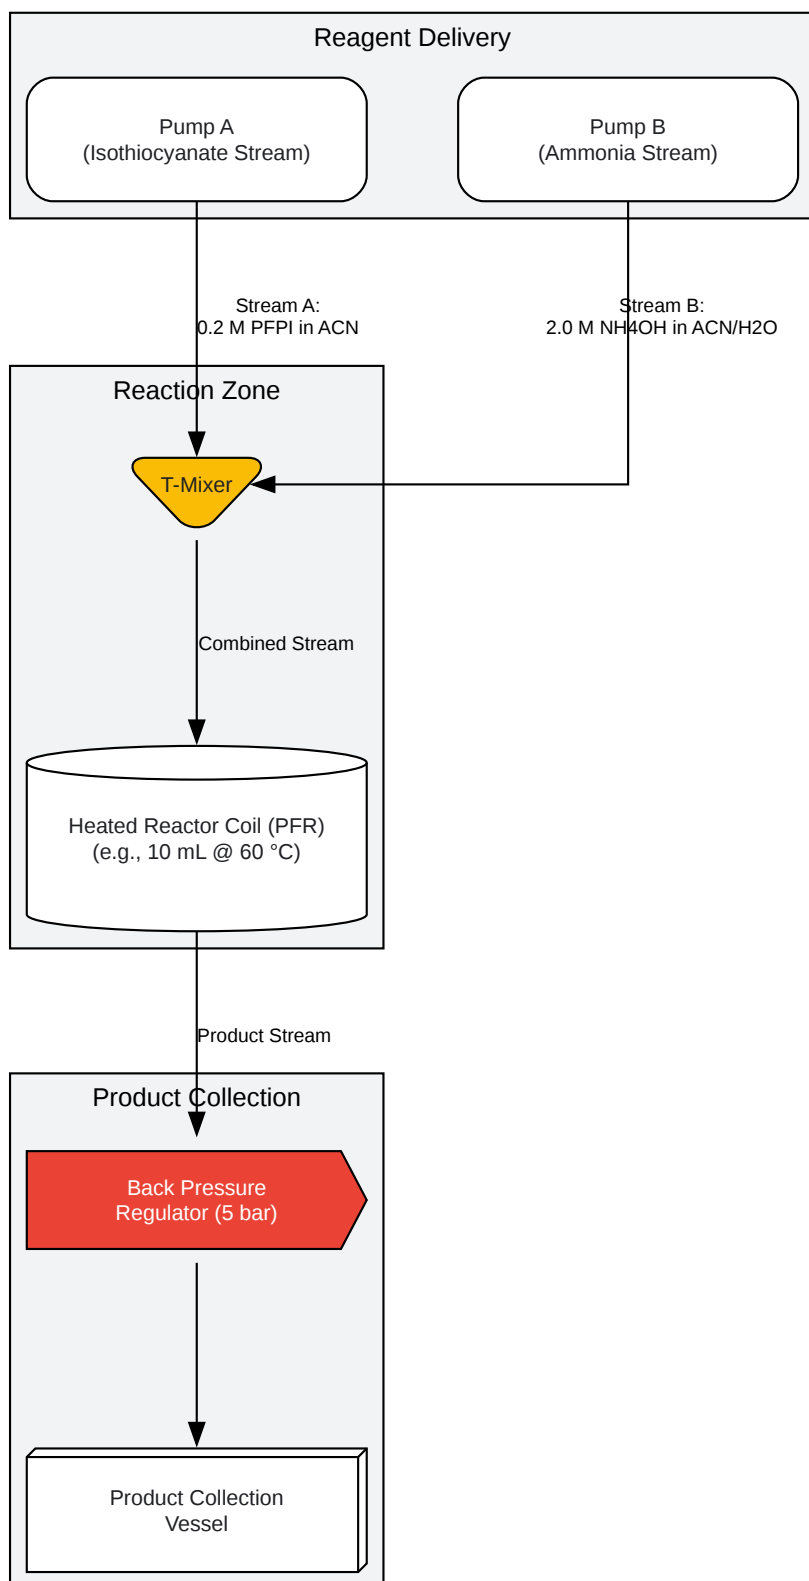 Reagent Delivery
Pump A
(Isothiocyanate Stream)
Pump B
(Ammonia Stream)
Stream A:
0.2 M PFPI in ACN
Stream B:
2.0 M NH4OH in ACN/H2O
Reaction Zone
T-Mixer
Combined Stream
Heated Reactor Coil (PFR)
(e.g., 10 mL @ 60 °C)
Product Stream
Product Collection
Back Pressure
Regulator (5 bar)
Product Collection
Vessel